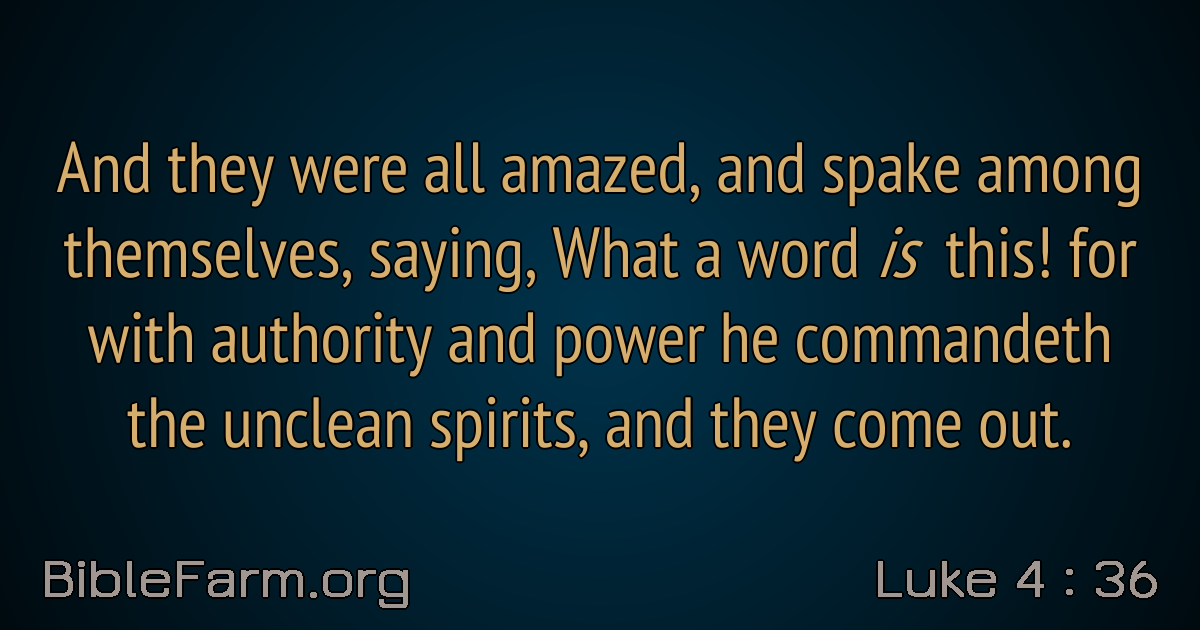 And they were all amazed, and spake among
themselves, saying, What a word is this! for
with authority and power he commandeth
the unclean spirits, and they come out.
BibleFarm.org
Luke 4 : 36